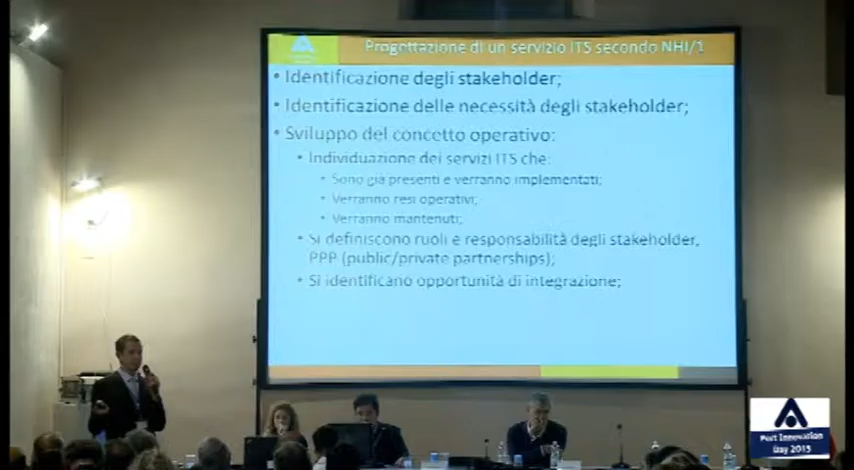 Progettazione di un servizio ITS secondo NHI/1
• Identificazione degli stakeholder;
• Identificazione delle necessità degli stakeholder;
• Sviluppo del concetto operativo:
• Individuazione dei servizi ITS che:
• Sono già presenti e verranno implementati;
• Verranno resi operativi;
• Verranno mantenuti;
• Si definiscono ruoli e responsabilità degli stakeholder,
PPP (public/private partnerships);
• Si identificano opportunità di integrazione;
Port Innovation
Day 2015